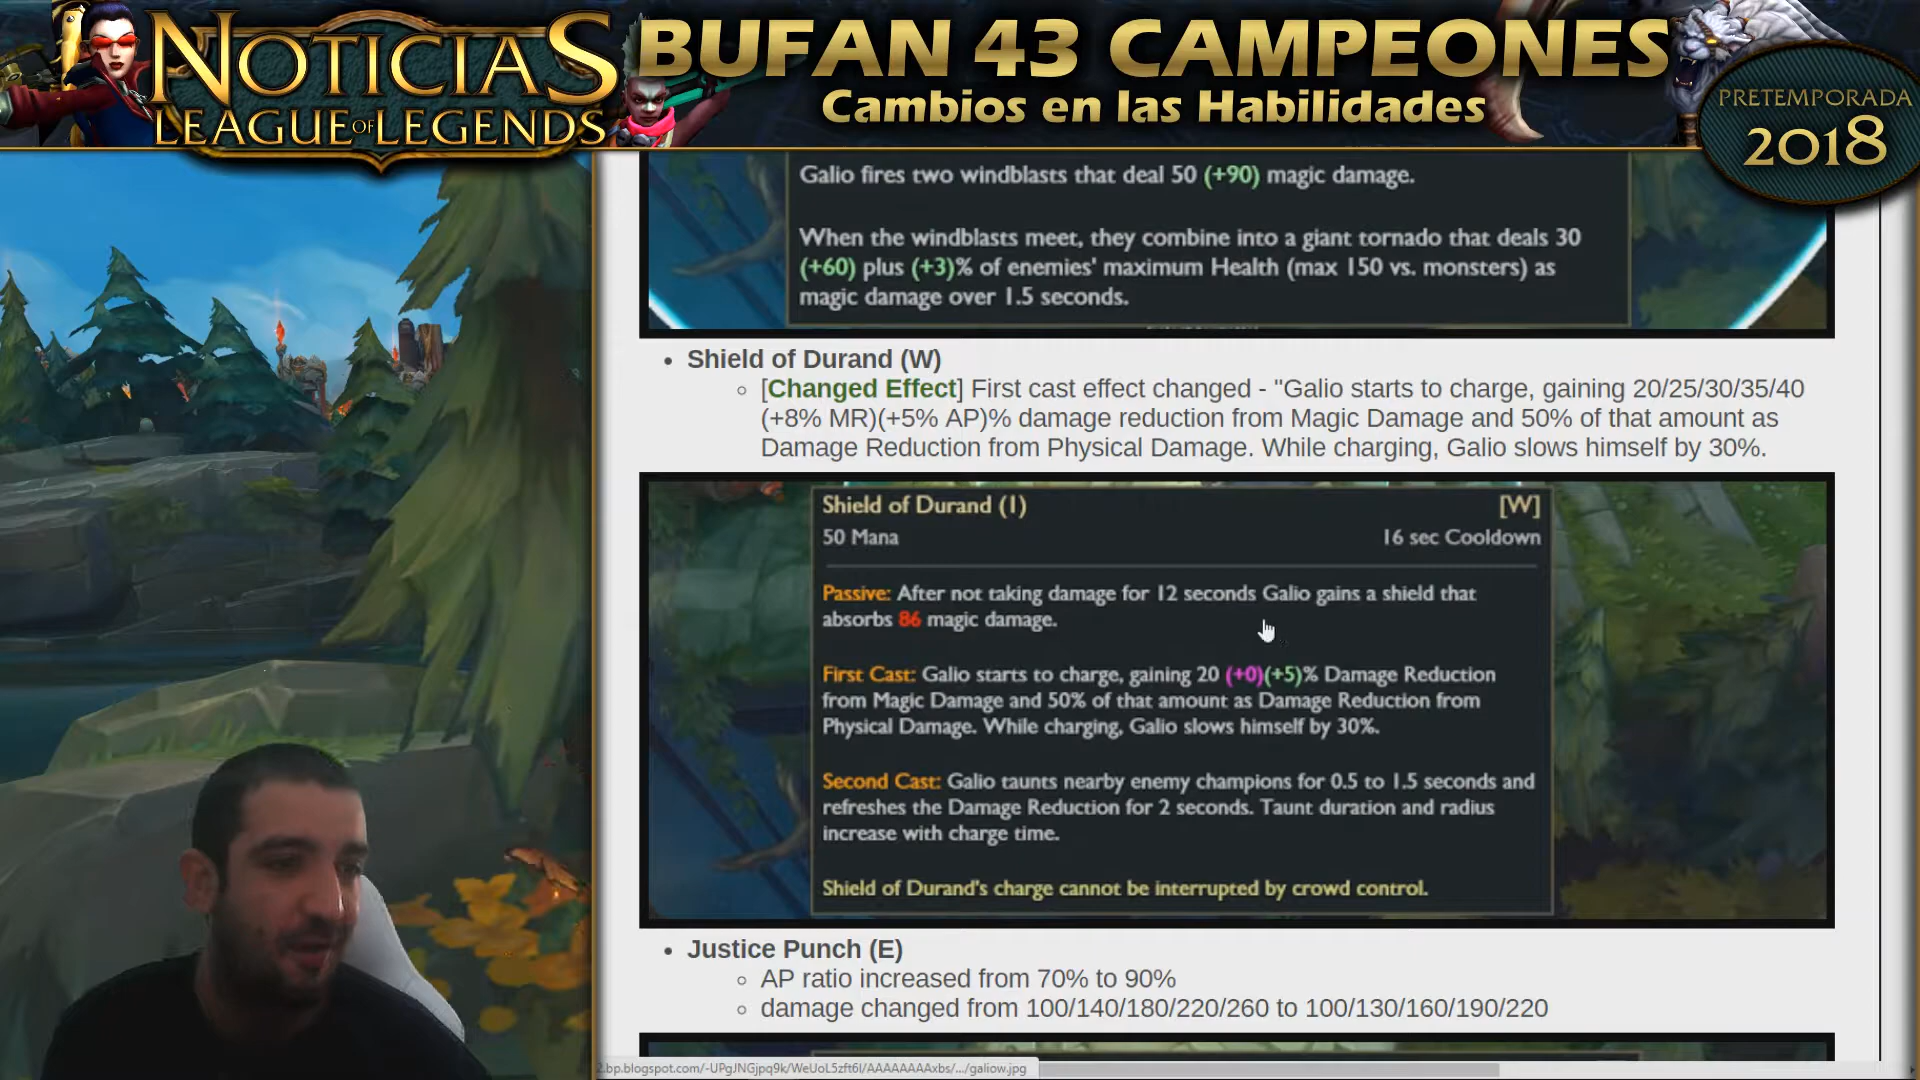 NOTICIAS
LEAGUE OF LEGENDS
BUFAN 43 CAMPEONES
Cambios en las Habilidades
PRETEMPORADA
2018
Galio fires two windblasts that deal 50 (+90) magic damage.
When the windblasts meet, they combine into a giant tornado that deals 30
(+60) plus (+3)% of enemies' maximum Health (max 150 vs. monsters) as
magic damage over 1.5 seconds.
• Shield of Durand (W)
○ [Changed Effect] First cast effect changed - "Galio starts to charge, gaining 20/25/30/35/40
(+8% MR)(+5% AP)% damage reduction from Magic Damage and 50% of that amount as
Damage Reduction from Physical Damage. While charging, Galio slows himself by 30%.
Shield of Durand (1) [W]
50 Mana 16 sec Cooldown
Passive: After not taking damage for 12 seconds Galio gains a shield that
absorbs 86 magic damage.
First Cast: Galio starts to charge, gaining 20 (+0)(+5)% Damage Reduction
from Magic Damage and 50% of that amount as Damage Reduction from
Physical Damage. While charging, Galio slows himself by 30%.
Second Cast: Galio taunts nearby enemy champions for 0.5 to 1.5 seconds and
refreshes the Damage Reduction for 2 seconds. Taunt duration and radius
increase with charge time.
Shield of Durand's charge cannot be interrupted by crowd control.
• Justice Punch (E)
○ AP ratio increased from 70% to 90%
○ damage changed from 100/140/180/220/260 to 100/130/160/190/220
2.bp.blogspot.com/-UPgJNGjpq9k/WeUoL5zft6I/AAAAAAAAxbs/.../galiow.jpg